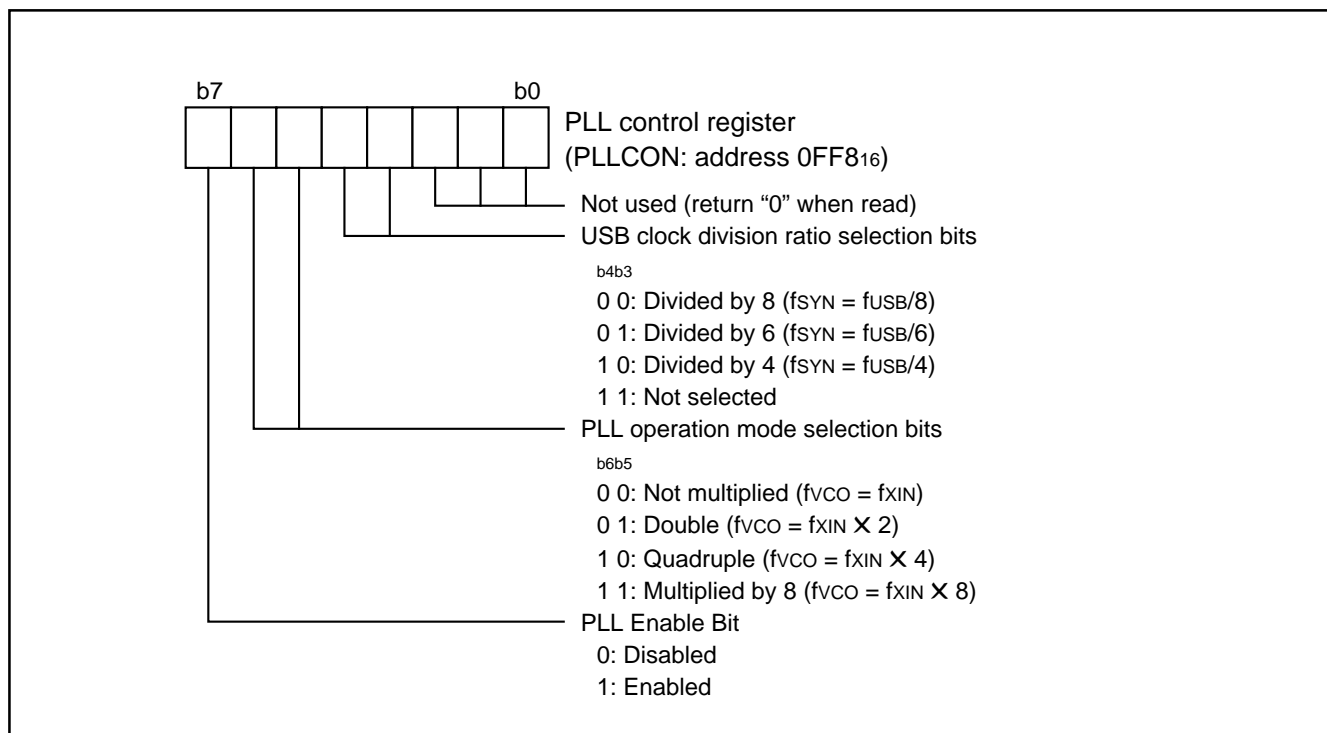 b7 b0
PLL control register
(PLLCON: address 0FF816)
Not used (return “0” when read)
USB clock division ratio selection bits
b4b3
0 0: Divided by 8 (fSYN = fUSB/8)
0 1: Divided by 6 (fSYN = fUSB/6)
1 0: Divided by 4 (fSYN = fUSB/4)
1 1: Not selected
PLL operation mode selection bits
b6b5
0 0: Not multiplied (fVCO = fXIN)
0 1: Double (fVCO = fXIN ✕ 2)
1 0: Quadruple (fVCO = fXIN ✕ 4)
1 1: Multiplied by 8 (fVCO = fXIN ✕ 8)
PLL Enable Bit
0: Disabled
1: Enabled